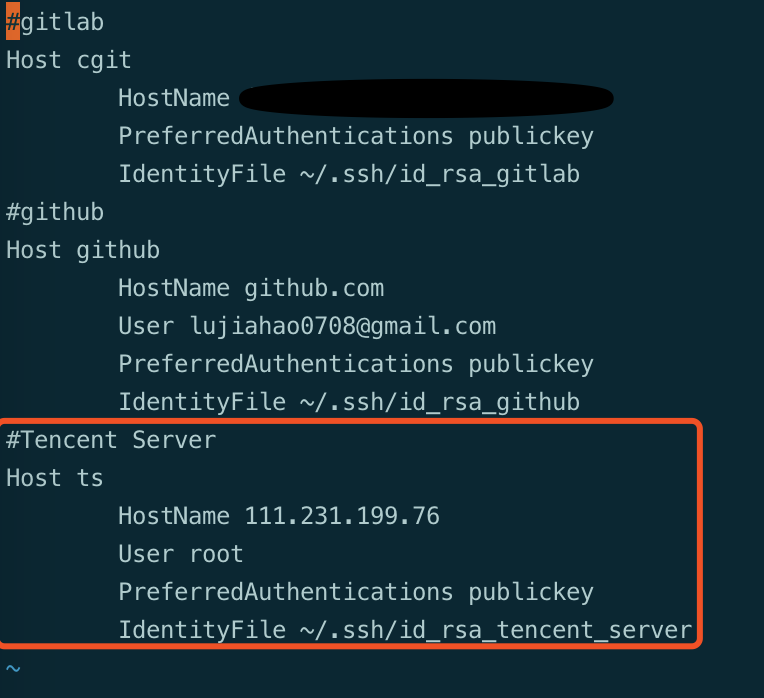 #gitlab
Host cgit
HostName
PreferredAuthentications publickey
IdentityFile ~/.ssh/id_rsa_gitlab
#github
Host github
HostName github.com
User lujiahao0708@gmail.com
PreferredAuthentications publickey
IdentityFile ~/.ssh/id_rsa_github
#Tencent Server
Host ts
HostName 111.231.199.76
User root
PreferredAuthentications publickey
IdentityFile ~/.ssh/id_rsa_tencent_server
~